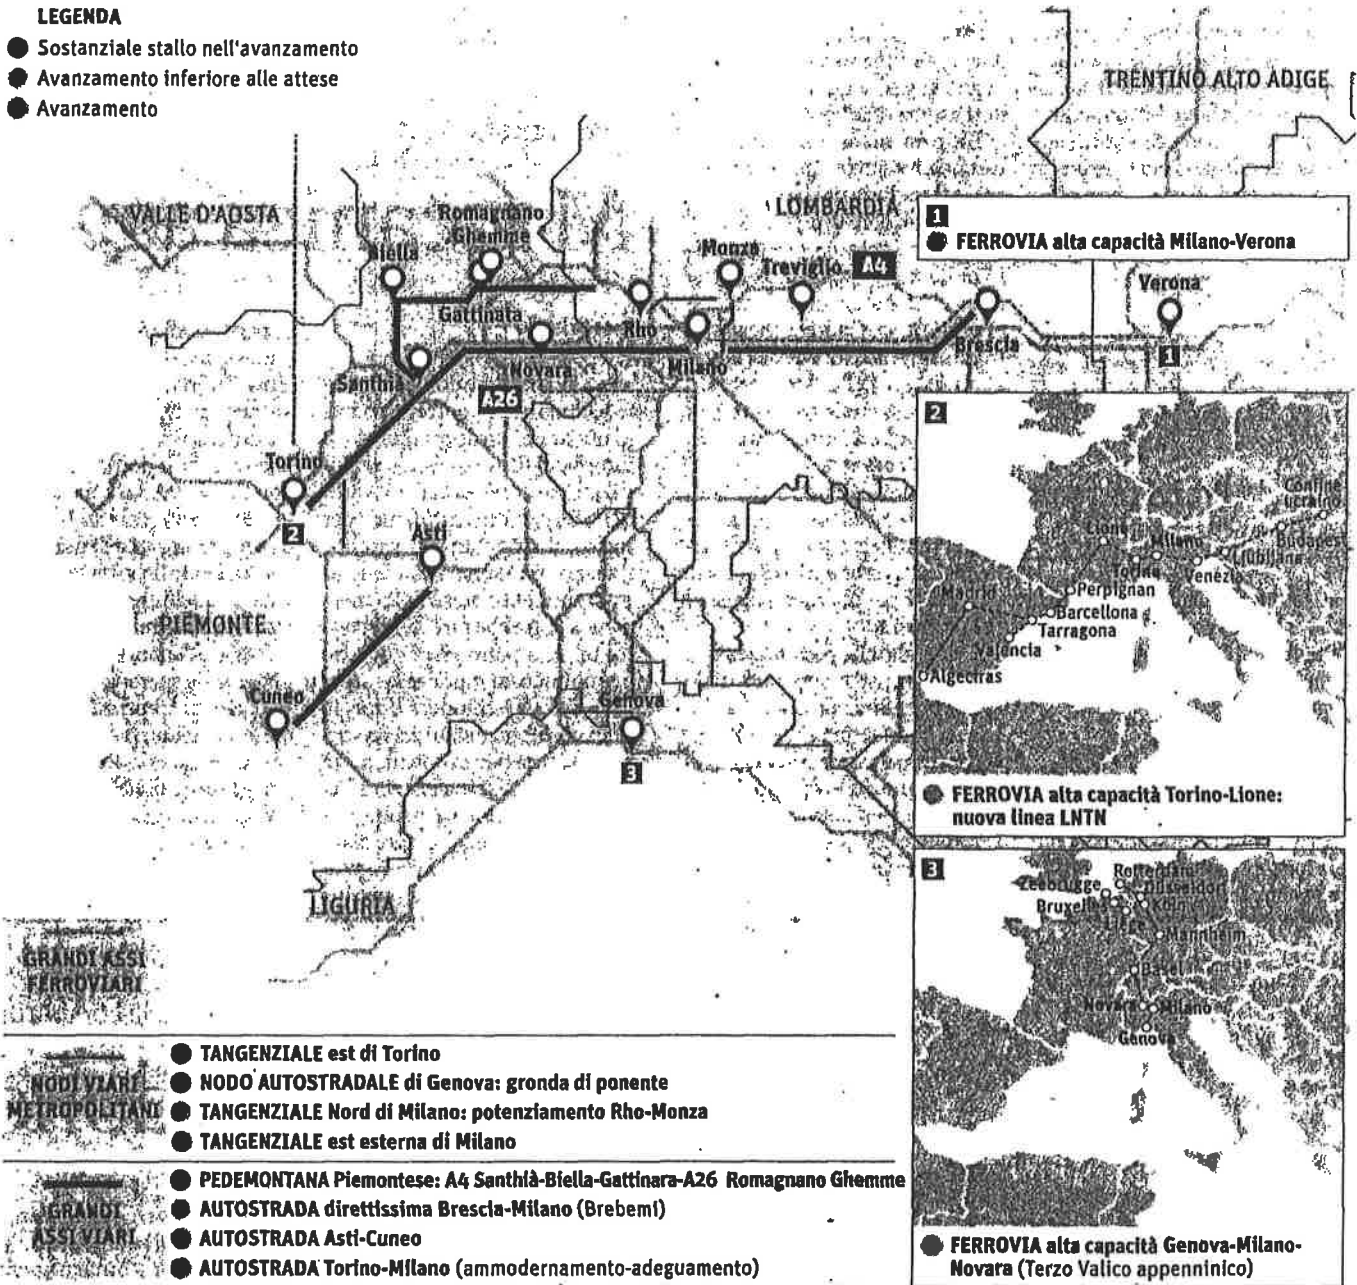 LEGENDA
Sostanziale stallo nell'avanzamento
Avanzamento inferiore alle attese
Avanzamento
TRENTINO ALTO ADIGE
VALLE D'AOSTA
LOMBARDIA
Romagnano
Ghemme
Biella
Monza
Treviglio
A4
1
FERROVIA alta capacità Milano-Verona
Verona
Gattinata
Rho
Brescia
1
Santhià
Novara
Milano
A26
Torino
2
Asti
PIEMONTE
Cuneo
Genova
3
LIGURIA
2
Confine
ucraino
Lione
Milano
Budapest
Torino
Venezia
Ljubljana
Madrid
Perpignan
Barcellona
Tarragona
Valencia
Algeciras
FERROVIA alta capacità Torino-Lione:
nuova linea LNTN
3
Rotterdam
Zeebrugge
Düsseldorf
Bruxelles
Köln
Liege
Mannheim
Basel
Novara
Milano
Genova
FERROVIA alta capacità Genova-Milano-
Novara (Terzo Valico appenninico)
GRANDI ASSI
FERROVIARI
NODI VIARI
METROPOLITANI
TANGENZIALE est di Torino
NODO AUTOSTRADALE di Genova: gronda di ponente
TANGENZIALE Nord di Milano: potenziamento Rho-Monza
TANGENZIALE est esterna di Milano
GRANDI
ASSI VIARI
PEDEMONTANA Piemontese: A4 Santhià-Biella-Gattinara-A26 Romagnano Ghemme
AUTOSTRADA direttissima Brescia-Milano (Brebemi)
AUTOSTRADA Asti-Cuneo
AUTOSTRADA Torino-Milano (ammodernamento-adeguamento)